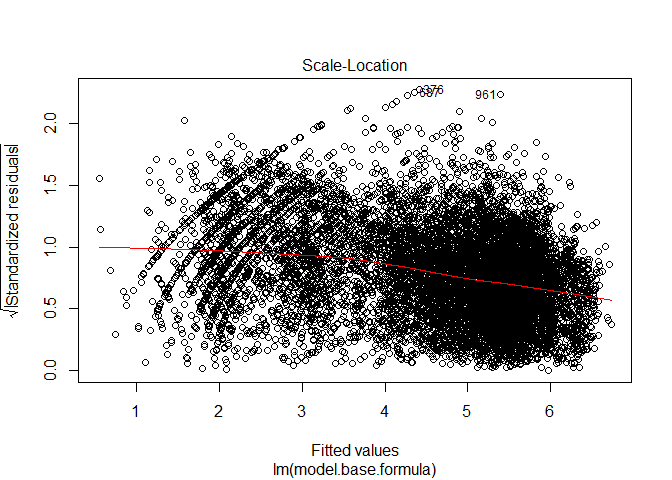 Scale-Location
√|Standardized residuals|
2.0
1.5
1.0
0.5
0.0
376
961
1 2 3 4 5 6
Fitted values
lm(model.base.formula)